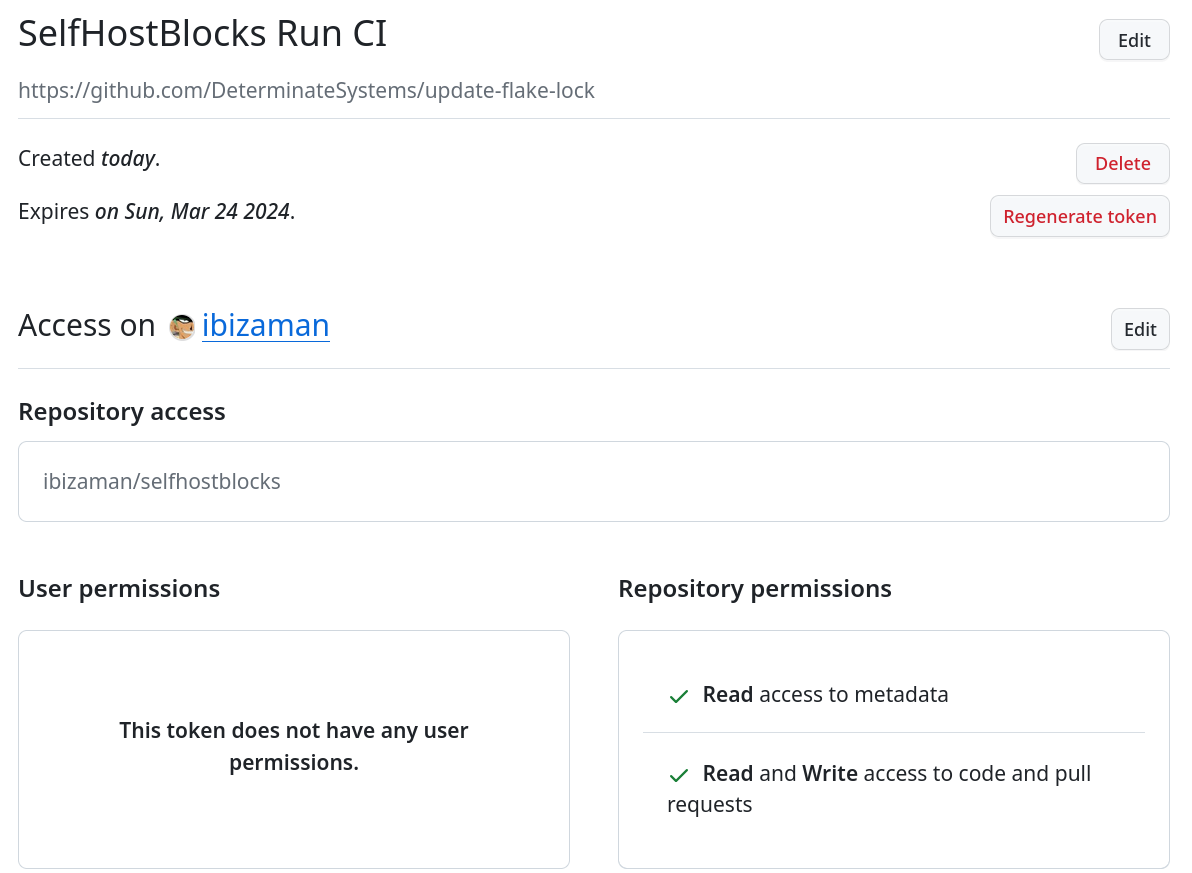 SelfHostBlocks Run CI
Edit
https://github.com/DeterminateSystems/update-flake-lock
Created today.
Delete
Expires on Sun, Mar 24 2024.
Regenerate token
Access on ibizaman
Edit
Repository access
ibizaman/selfhostblocks
User permissions
Repository permissions
This token does not have any user
permissions.
Read access to metadata
Read and Write access to code and pull
requests